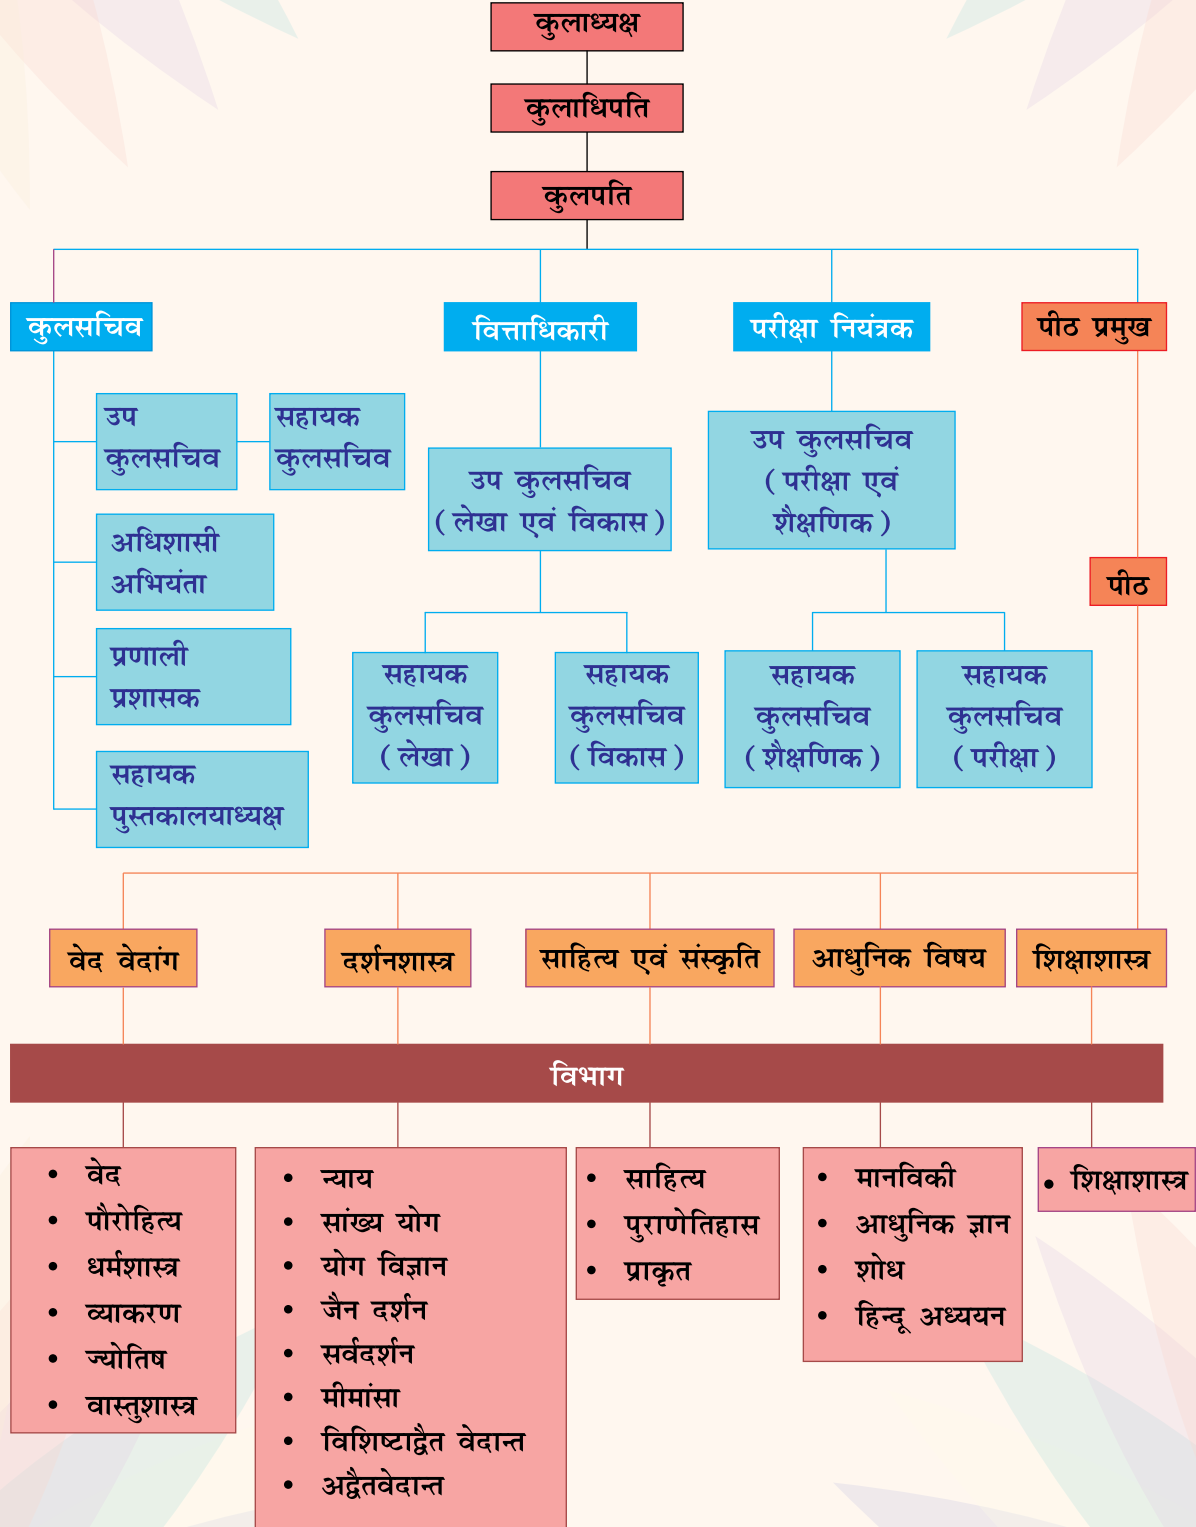 कुलाध्यक्ष
कुलाधिपति
कुलपति
कुलसचिव
वित्ताधिकारी
परीक्षा नियंत्रक
पीठ प्रमुख
उप
कुलसचिव
सहायक
कुलसचिव
अधिशासी
अभियंता
प्रणाली
प्रशासक
सहायक
पुस्तकालयाध्यक्ष
उप कुलसचिव
( लेखा एवं विकास )
सहायक
कुलसचिव
( लेखा )
सहायक
कुलसचिव
( विकास )
उप कुलसचिव
( परीक्षा एवं
शैक्षणिक )
सहायक
कुलसचिव
( शैक्षणिक )
सहायक
कुलसचिव
( परीक्षा )
पीठ
वेद वेदांग
दर्शनशास्त्र
साहित्य एवं संस्कृति
आधुनिक विषय
शिक्षाशास्त्र
विभाग
• वेद
• पौरोहित्य
• धर्मशास्त्र
• व्याकरण
• ज्योतिष
• वास्तुशास्त्र
• न्याय
• सांख्य योग
• योग विज्ञान
• जैन दर्शन
• सर्वदर्शन
• मीमांसा
• विशिष्टाद्वैत वेदान्त
• अद्वैतवेदान्त
• साहित्य
• पुराणेतिहास
• प्राकृत
• मानविकी
• आधुनिक ज्ञान
• शोध
• हिन्दू अध्ययन
• शिक्षाशास्त्र